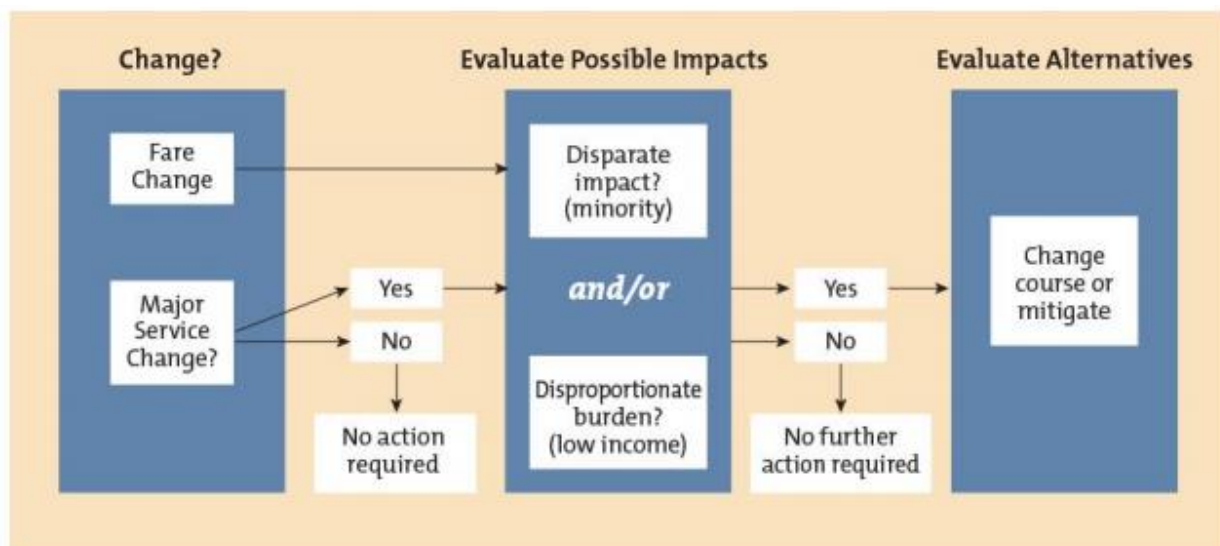 Change?
Fare
Change
Major
Service
Change?
Yes
No
No action
required
Evaluate Possible Impacts
Disparate
impact?
(minority)
and/or
Disproportionate
burden?
(low income)
Yes
No
No further
action required
Evaluate Alternatives
Change
course or
mitigate